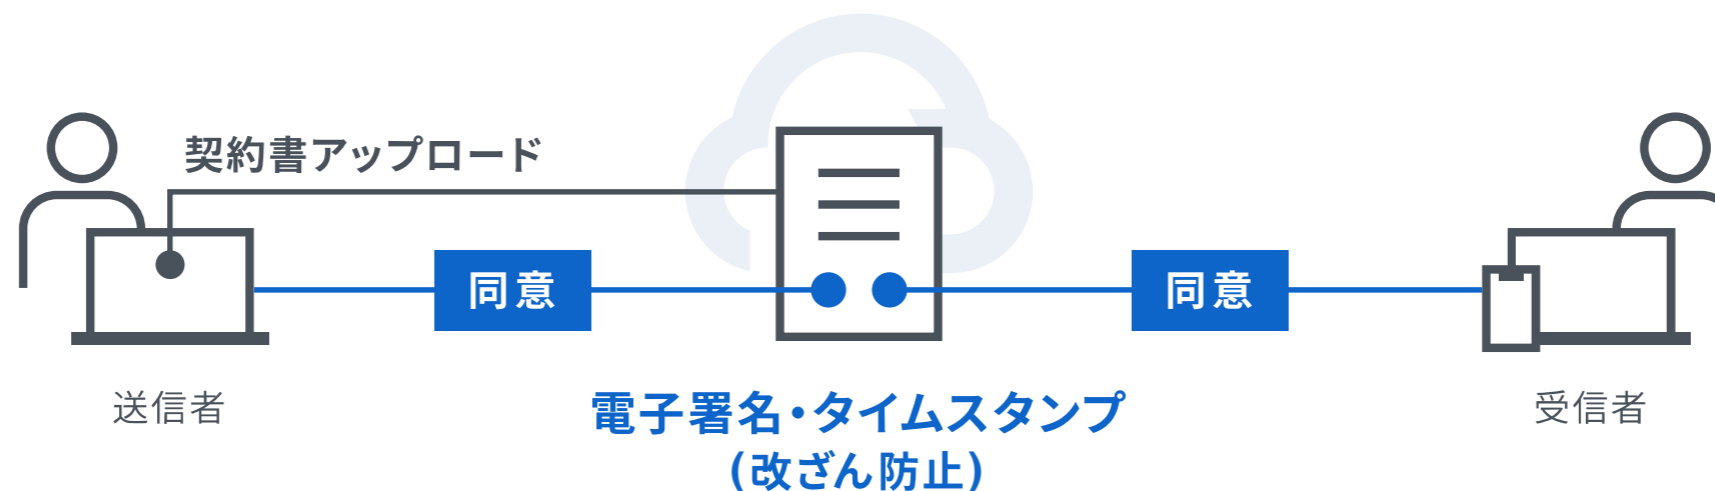 契約書アップロード
同意
同意
送信者
電子署名・タイムスタンプ
(改ざん防止)
受信者